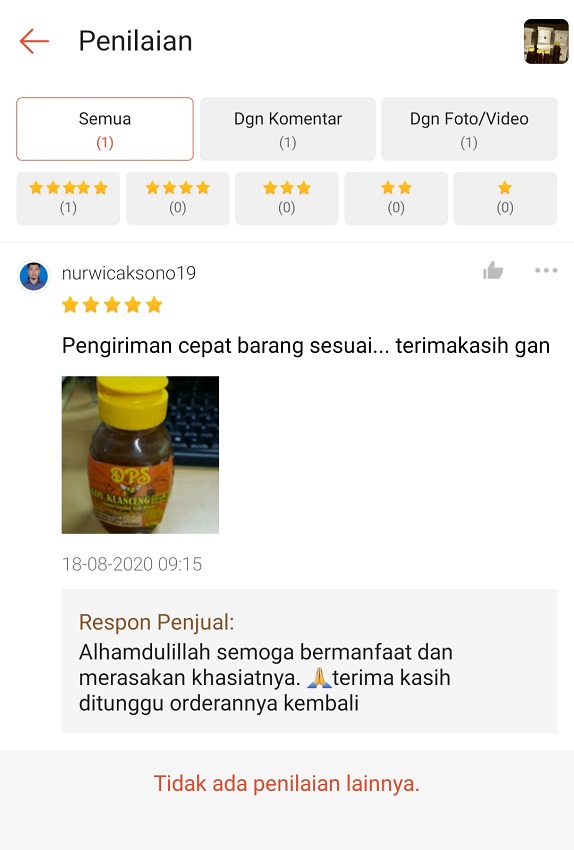 Penilaian
Semua
(1)
Dgn Komentar
(1)
Dgn Foto/Video
(1)
(1)
(0)
(0)
(0)
(0)
nurwicaksono19
Pengiriman cepat barang sesuai... terimakasih gan
DPS
KLANCENG
18-08-2020 09:15
Respon Penjual:
Alhamdulillah semoga bermanfaat dan
merasakan khasiatnya. 🙏terima kasih
ditunggu orderannya kembali
Tidak ada penilaian lainnya.